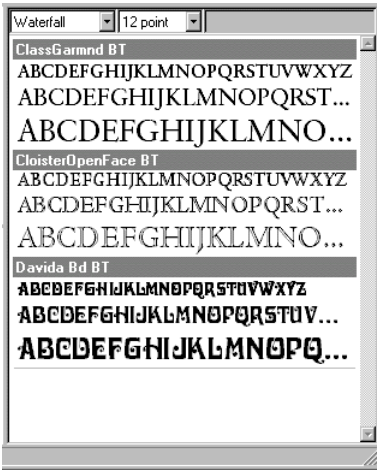 Waterfall 12 point
ClassGarmnd BT
ABCDEFGHIJKLMNOPQRSTUVWXYZ
ABCDEFGHIJKLMNOPQRST...
ABCDEFGHIJKLMNO...
CloisterOpenFace BT
ABCDEFGHIJKLMNOPQRSTUVWXYZ
ABCDEFGHIJKLMNOPQRST...
ABCDEFGHIJKLMNO...
Davida Bd BT
ABCDEFGHIJKLMNOPQRSTUVWXYZ
ABCDEFGHIJKLMNOPQRSTUV...
ABCDEFGHIJKLMNOPQ...